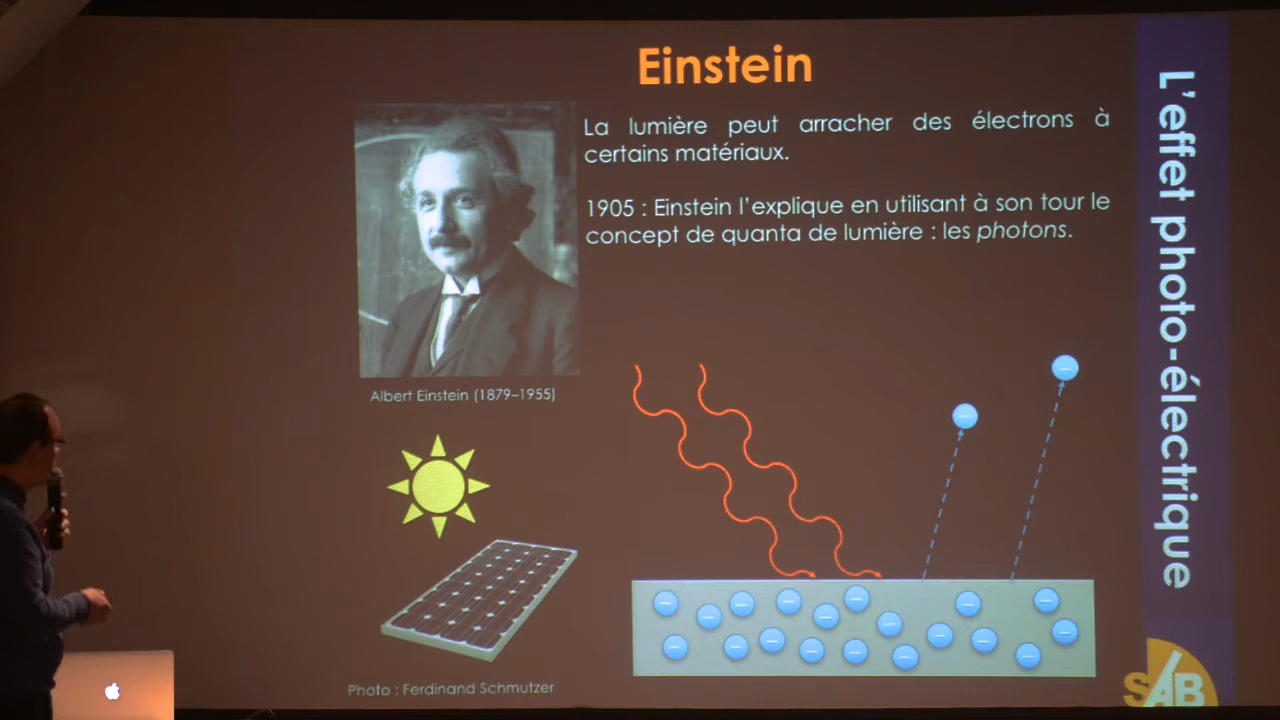 Einstein
La lumière peut arracher des électrons à
certains matériaux.
1905 : Einstein l'explique en utilisant à son tour le
concept de quanta de lumière : les photons.
Albert Einstein (1879–1955)
Photo : Ferdinand Schmutzer
L'effet photo-électrique
SAB